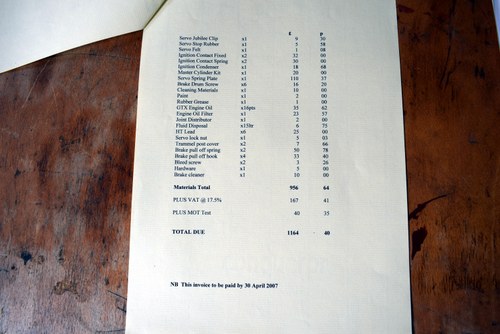 £ p
Servo Jubilee Clip x1 9 30
Servo Stop Rubber x1 5 58
Servo Felt x1 1 08
Ignition Contact Fixed x2 32 00
Ignition Contact Spring x2 30 00
Ignition Condenser x1 18 68
Master Cylinder Kit x1 20 00
Servo Spring Plate x1 110 37
Brake Drum Screw x6 16 29
Cleaning Materials x1 10 00
Paint x1 2 00
Rubber Grease x1 1 00
GTX Engine Oil x16pts 35 62
Engine Oil Filter x1 23 37
Joint Distributor x1 2 00
Fluid Disposal x15ltr 6 75
HT Lead x6 25 00
Servo lock nut x1 5 03
Trammel post cover x2 7 66
Brake pull off spring x2 50 78
Brake pull off hook x4 33 40
Bleed screw x2 3 26
Hardware x1 5 00
Brake cleaner x1 10 00
Materials Total 956 64
PLUS VAT @ 17.5% 167 41
PLUS MOT Test 40 35
TOTAL DUE 1164 40
NB This invoice to be paid by 30 April 2007